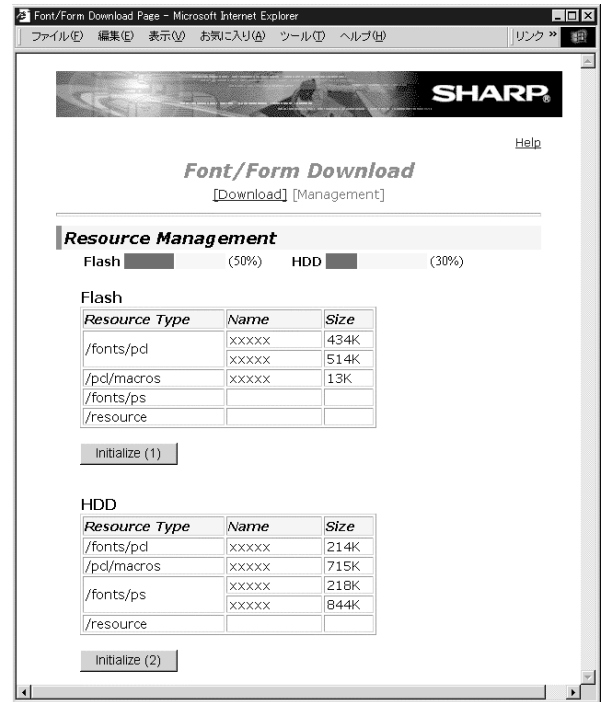 Font/Form Download Page - Microsoft Internet Explorer
ファイル(F) 編集(E) 表示(V) お気に入り(A) ツール(T) ヘルプ(H) リンク »
SHARP®
Help
Font/Form Download
[Download] [Management]
Resource Management
Flash (50%) HDD (30%)
Flash
Resource Type Name Size
/fonts/pcl xxxxx 434K
xxxxx 514K
/pcl/macros xxxxx 13K
/fonts/ps
/resource
Initialize (1)
HDD
Resource Type Name Size
/fonts/pcl xxxxx 214K
/pcl/macros xxxxx 715K
/fonts/ps xxxxx 218K
xxxxx 844K
/resource
Initialize (2)